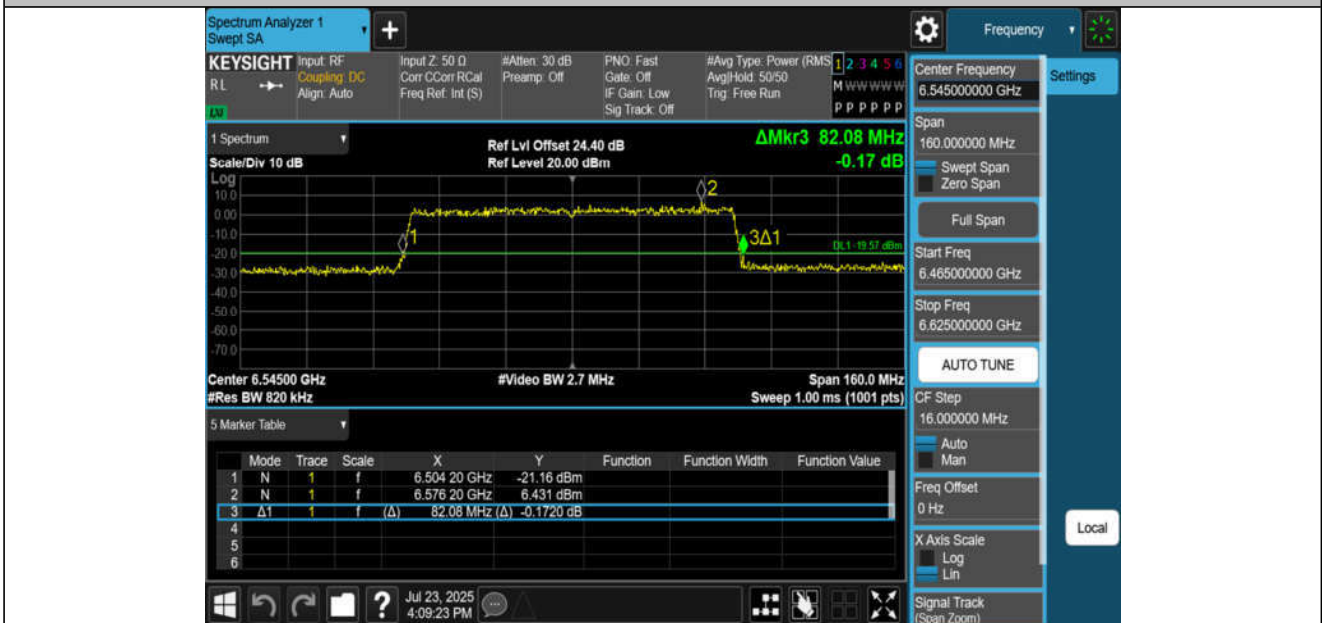 Spectrum Analyzer 1
Swept SA
+
Frequency
KEYSIGHT Input: RF
RL
Coupling: DC
Align: Auto
Input Z: 50 Ω
Corr CCorr RCal
Freq Ref: Int (S)
#Atten: 30 dB
Preamp: Off
PNO: Fast
Gate: Off
IF Gain: Low
Sig Track: Off
#Avg Type: Power (RMS
Avg|Hold: 50/50
Trig: Free Run
1 2 3 4 5 6
M W W W W W
P P P P P P
1 Spectrum
Scale/Div 10 dB
Ref Lvl Offset 24.40 dB
Ref Level 20.00 dBm
ΔMkr3 82.08 MHz
-0.17 dB
Log
10.0
0.00
-10.0
-20.0
-30.0
-40.0
-50.0
-60.0
-70.0
1
2
3Δ1
DL1 -19.57 dBm
Center 6.54500 GHz
#Video BW 2.7 MHz
Span 160.0 MHz
#Res BW 820 kHz
Sweep 1.00 ms (1001 pts)
5 Marker Table
Mode Trace Scale X Y Function Function Width Function Value
1 N 1 f 6.504 20 GHz -21.16 dBm
2 N 1 f 6.576 20 GHz 6.431 dBm
3 Δ1 1 f (Δ) 82.08 MHz (Δ) -0.1720 dB
4
5
6
?
Jul 23, 2025
4:09:23 PM
Center Frequency
6.545000000 GHz
Span
160.000000 MHz
Swept Span
Zero Span
Full Span
Start Freq
6.465000000 GHz
Stop Freq
6.625000000 GHz
AUTO TUNE
CF Step
16.000000 MHz
Auto
Man
Freq Offset
0 Hz
X Axis Scale
Log
Lin
Signal Track
(Span Zoom)
Settings
Local